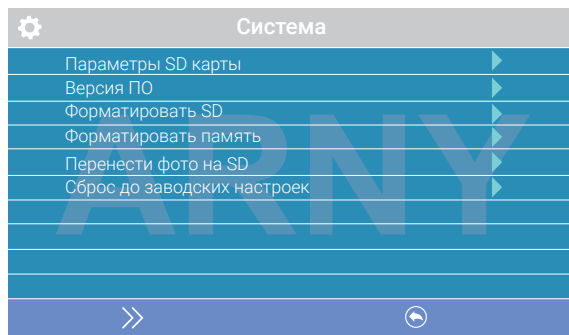 Система
Параметры SD карты
Версия ПО
Форматировать SD
Форматировать память
Перенести фото на SD
Сброс до заводских настроек
ARNY